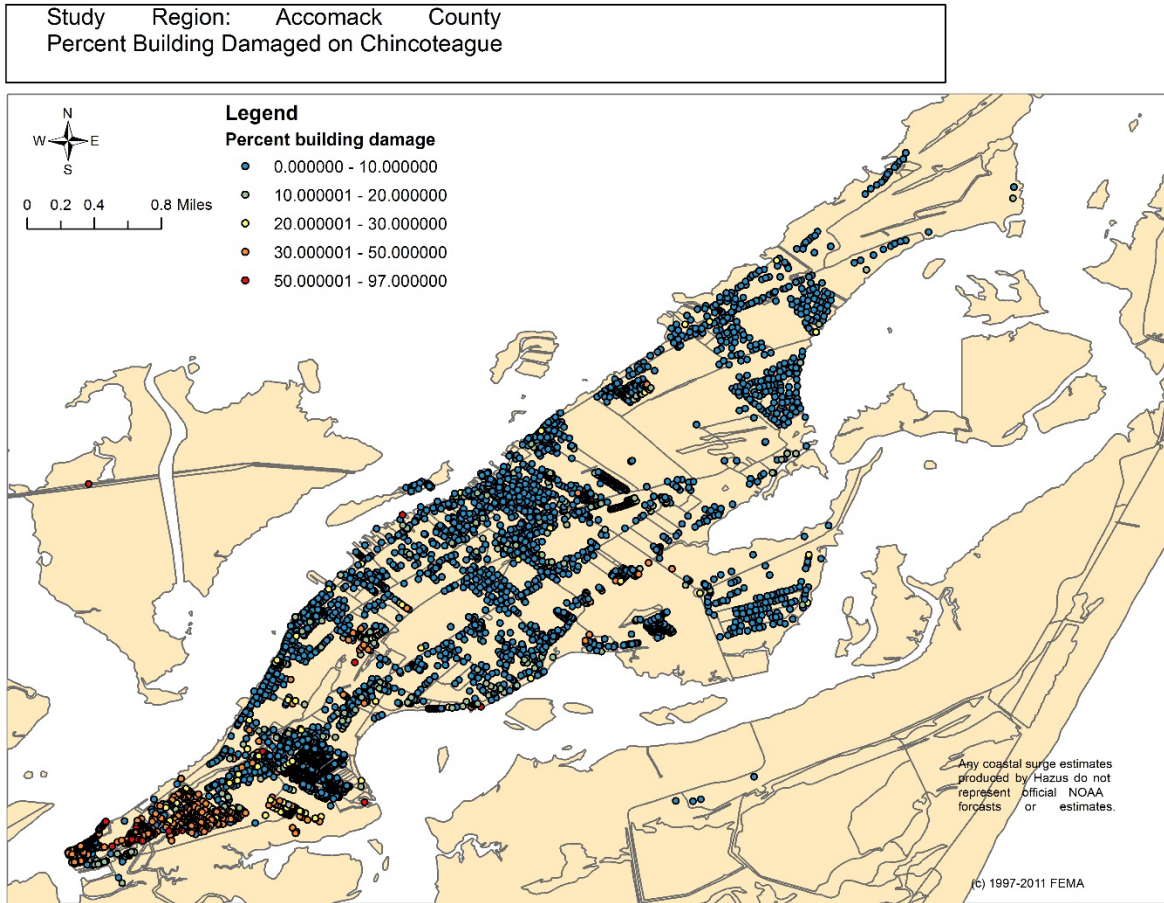 Study Region: Accomack County
Percent Building Damaged on Chincoteague
N
W E
S
0 0.2 0.4 0.8 Miles
Legend
Percent building damage
0.000000 - 10.000000
10.000001 - 20.000000
20.000001 - 30.000000
30.000001 - 50.000000
50.000001 - 97.000000
Any coastal surge estimates
produced by Hazus do not
represent official NOAA
forcasts or estimates.
(c) 1997-2011 FEMA